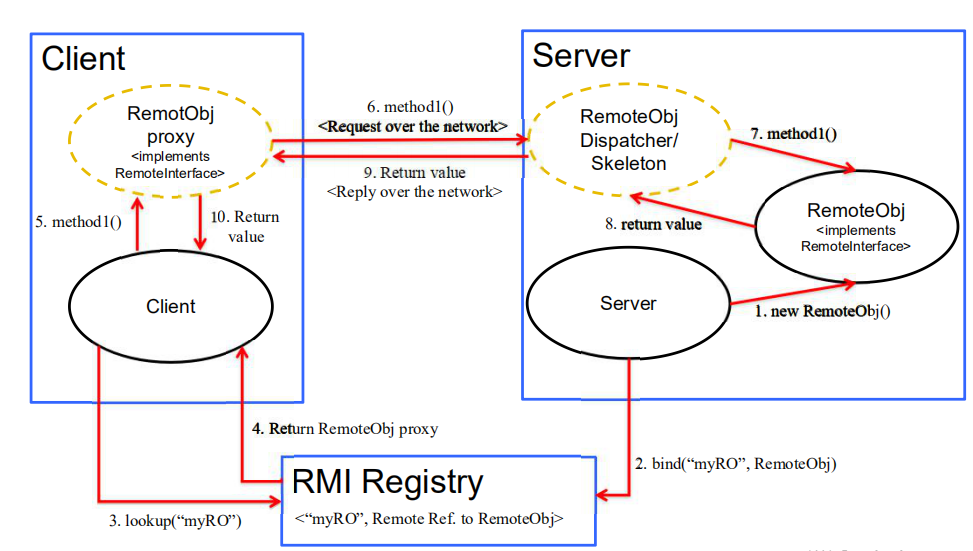 Client
RemotObj
proxy
<implements
RemoteInterface>
5. method1()
10. Return
value
Client
6. method1()
<Request over the network>
9. Return value
<Reply over the network>
Server
RemoteObj
Dispatcher/
Skeleton
7. method1()
8. return value
RemoteObj
<implements
RemoteInterface>
Server
1. new RemoteObj()
4. Return RemoteObj proxy
2. bind(“myRO”, RemoteObj)
RMI Registry
<“myRO”, Remote Ref. to RemoteObj>
3. lookup(“myRO”)